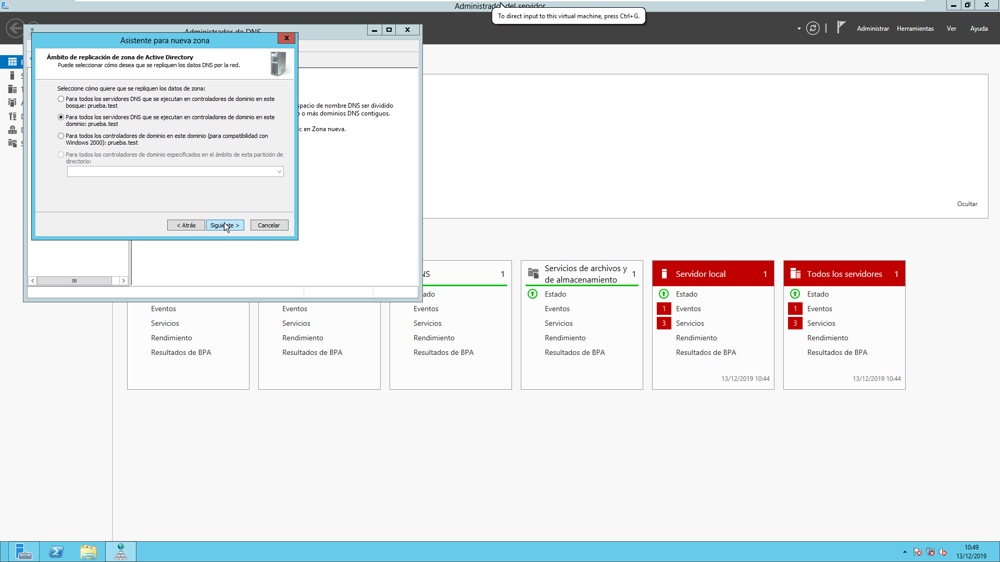 Administrador del servidor
To direct input to this virtual machine, press Ctrl+G.
Administrar
Herramientas
Ver
Ayuda
Administrador de DNS
Asistente para nueva zona
Ámbito de replicación de zona de Active Directory
Puede seleccionar cómo desea que se repliquen los datos DNS por la red.
Seleccione cómo quiere que se repliquen los datos de zona:
Para todos los servidores DNS que se ejecutan en controladores de dominio en este
bosque: prueba.test
Para todos los servidores DNS que se ejecutan en controladores de dominio en este
dominio: prueba.test
Para todos los controladores de dominio en este dominio (para compatibilidad con
Windows 2000): prueba.test
Para todos los controladores de dominio especificados en el ámbito de esta partición de
directorio:
< Atrás
Siguiente >
Cancelar
spacio de nombre DNS ser dividido
o o más dominios DNS contiguos.
ic en Zona nueva.
Ocultar
Eventos
Servicios
Rendimiento
Resultados de BPA
Eventos
Servicios
Rendimiento
Resultados de BPA
NS 1
ado
Eventos
Servicios
Rendimiento
Resultados de BPA
Servicios de archivos y
de almacenamiento
1
Estado
Eventos
Servicios
Rendimiento
Resultados de BPA
Servidor local 1
Estado
1 Eventos
3 Servicios
Rendimiento
Resultados de BPA
13/12/2019 10:44
Todos los servidores 1
Estado
1 Eventos
3 Servicios
Rendimiento
Resultados de BPA
13/12/2019 10:44
10:49
13/12/2019